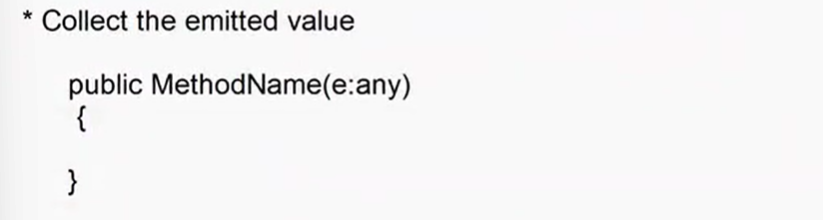 * Collect the emitted value
public MethodName(e:any)
{
}